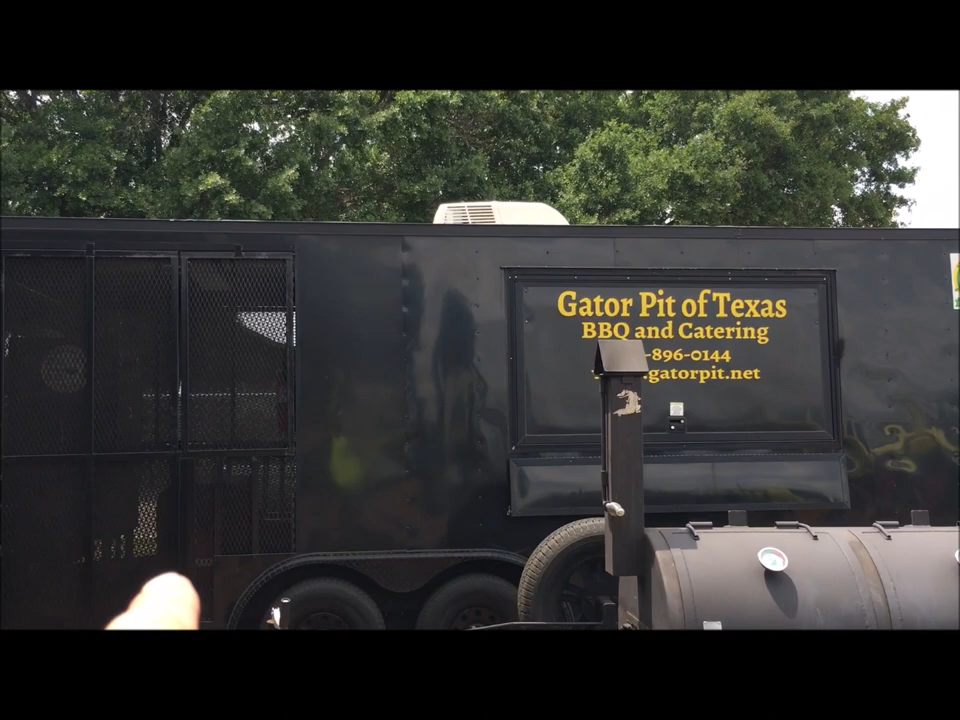 Gator Pit of Texas
BBQ and Catering
-896-0144
.gatorpit.net